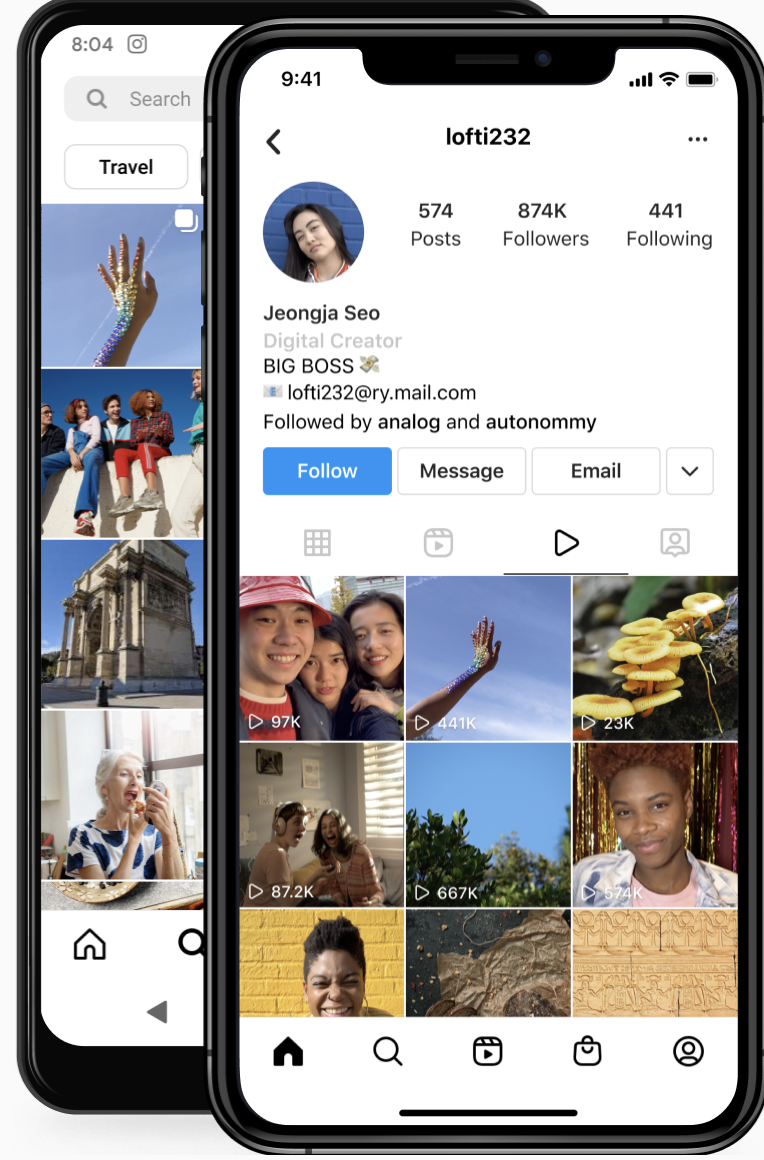 8:04
Search
Travel
9:41
lofti232
574 874K 441
Posts Followers Following
Jeongja Seo
Digital Creator
BIG BOSS 💸
📧 lofti232@ry.mail.com
Followed by analog and autonommy
Follow Message Email
97K 441K 23K
87.2K 667K 574K